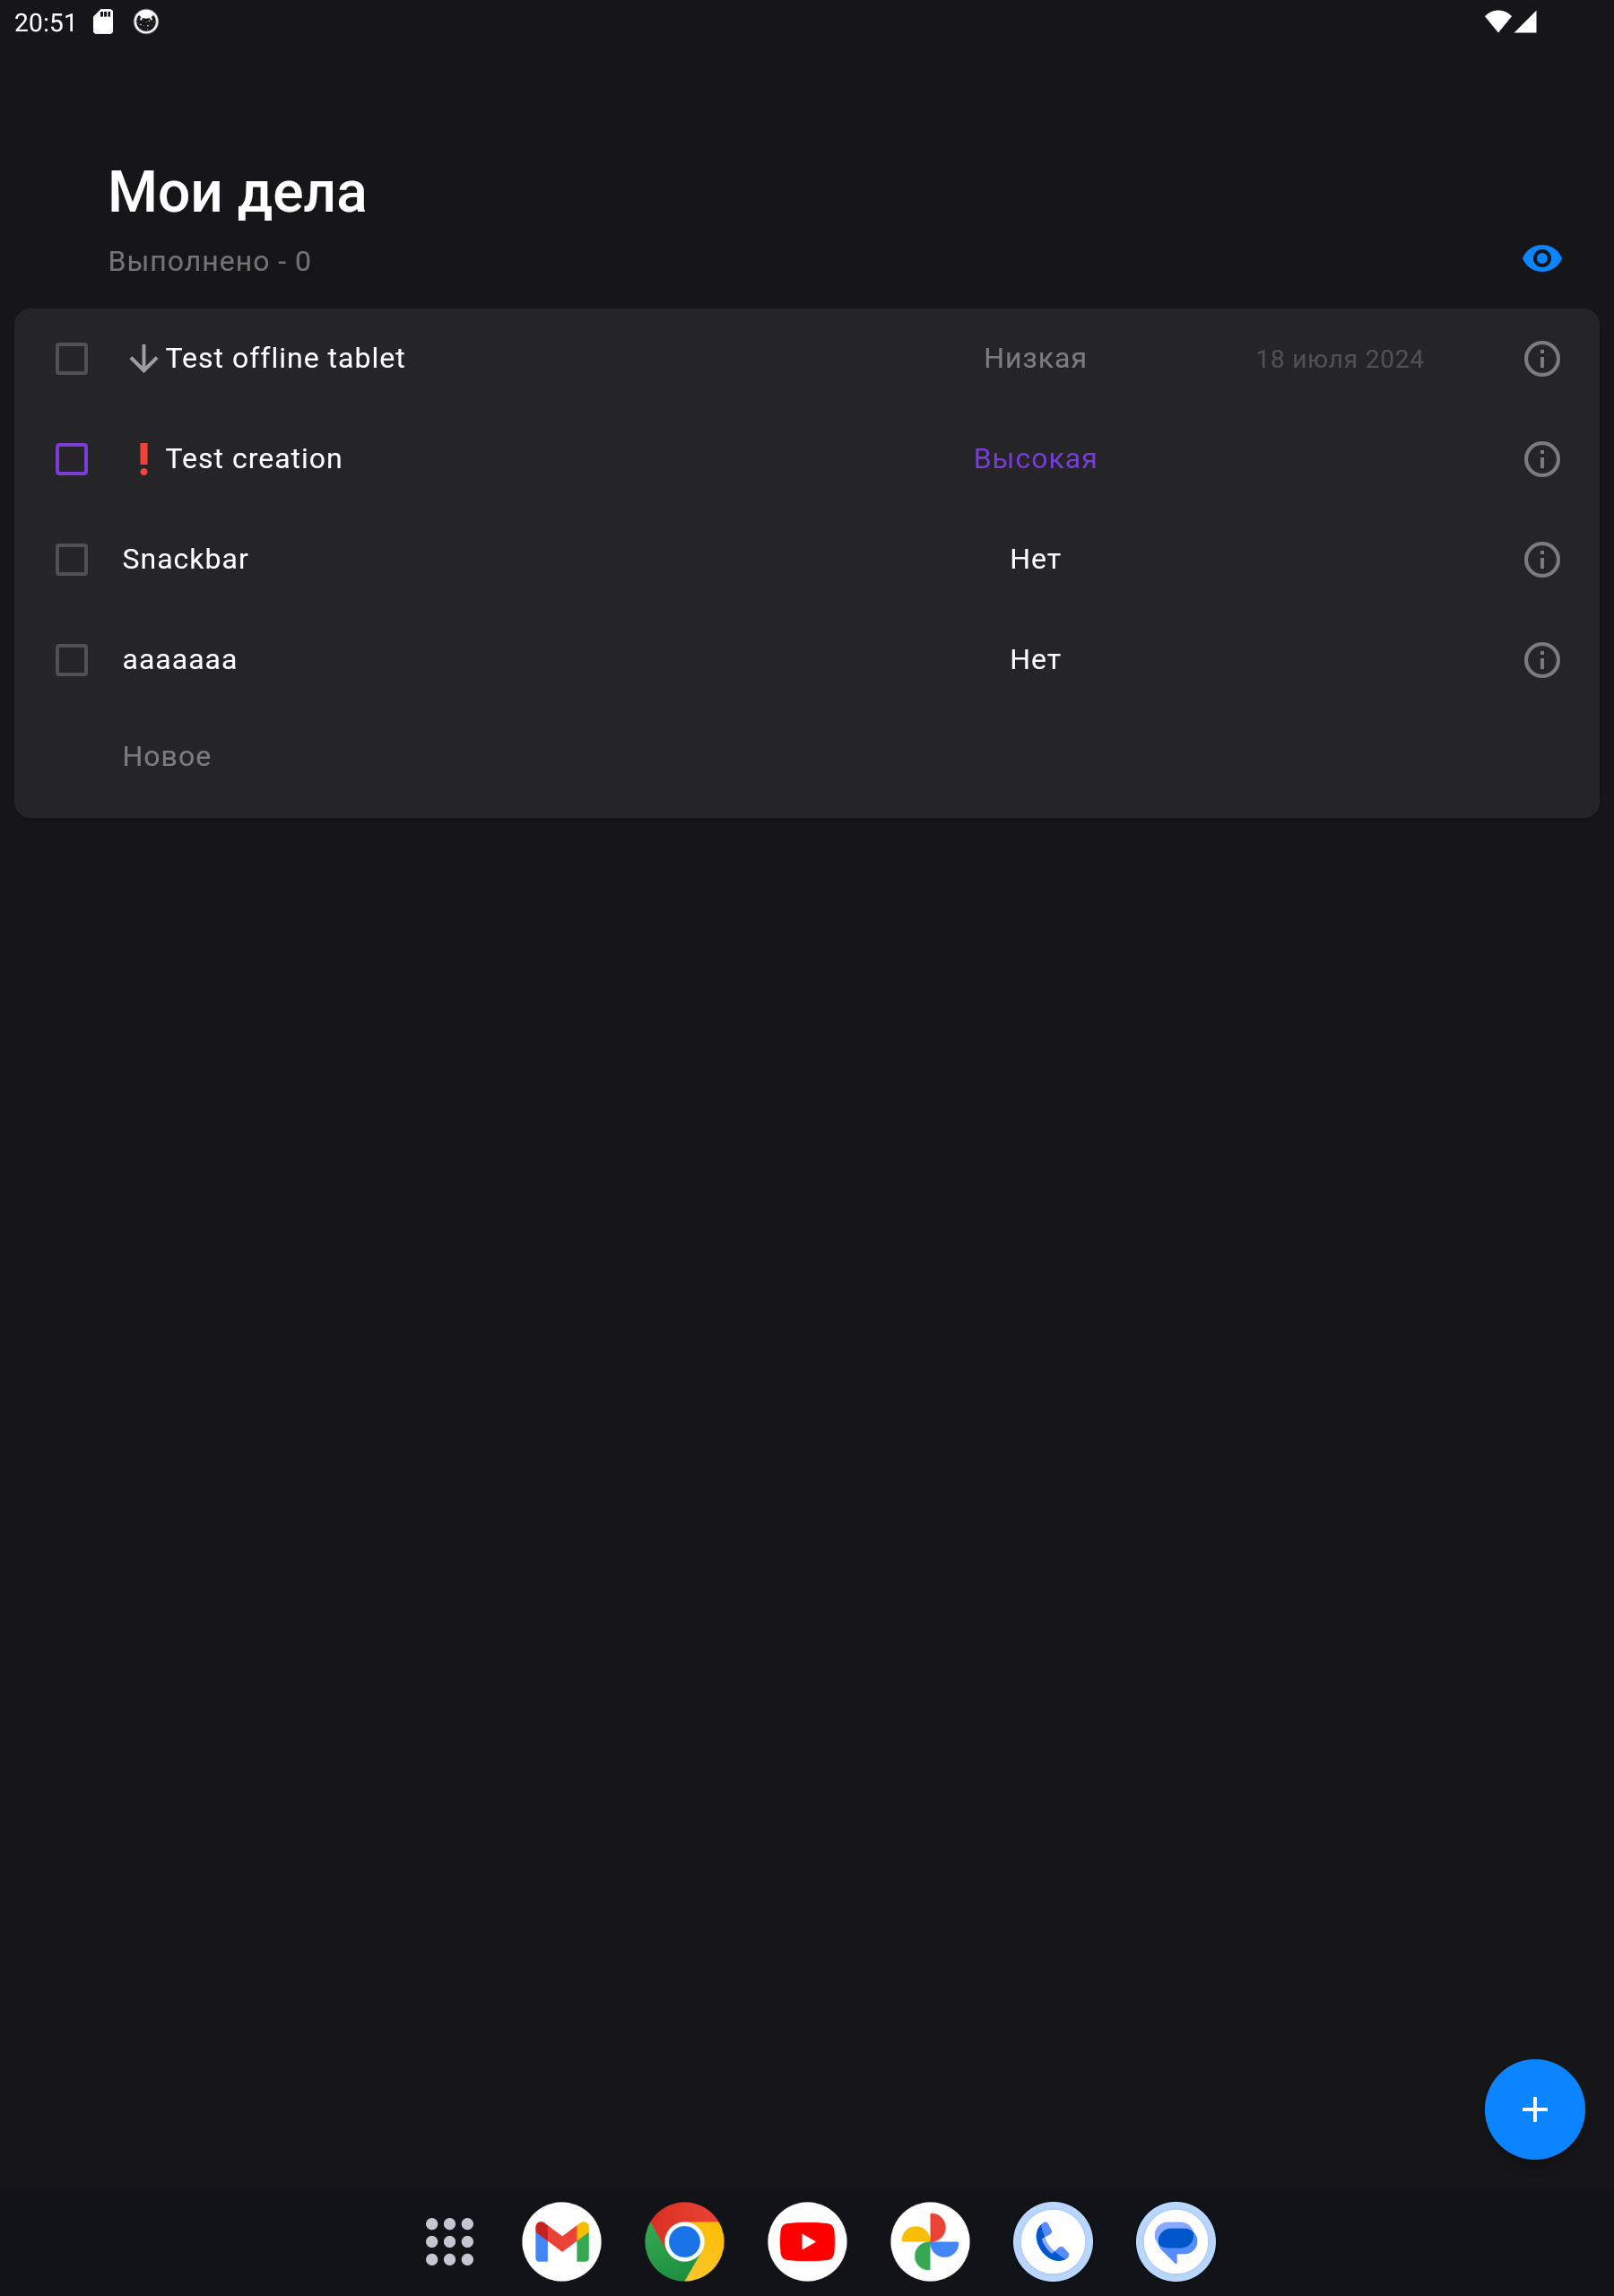 20:51
Мои дела
Выполнено - 0
Test offline tablet Низкая 18 июля 2024
Test creation Высокая
Snackbar Нет
aaaaaaa Нет
Новое